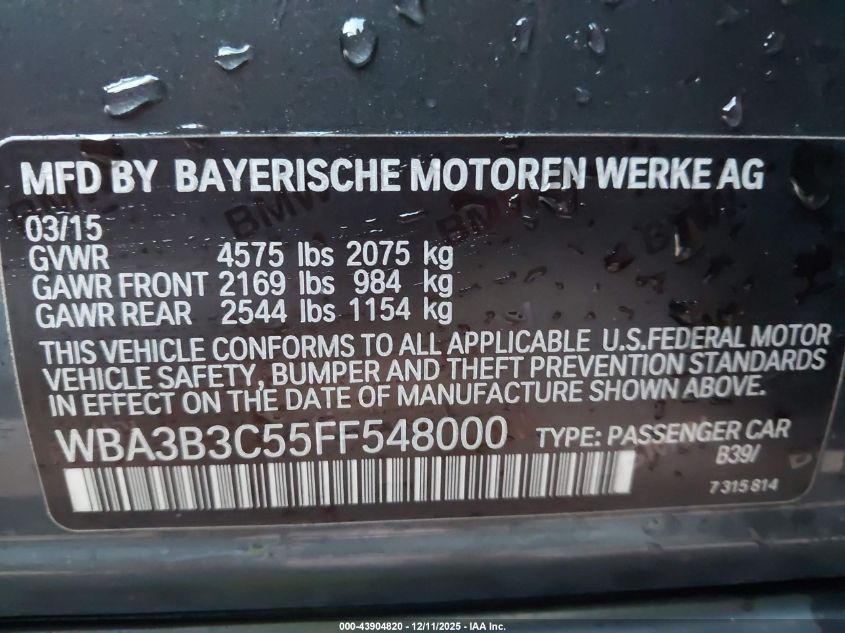 MFD BY BAYERISCHE MOTOREN WERKE AG
03/15
GVWR 4575 lbs 2075 kg
GAWR FRONT 2169 lbs 984 kg
GAWR REAR 2544 lbs 1154 kg
THIS VEHICLE CONFORMS TO ALL APPLICABLE U.S.FEDERAL MOTOR
VEHICLE SAFETY, BUMPER AND THEFT PREVENTION STANDARDS
IN EFFECT ON THE DATE OF MANUFACTURE SHOWN ABOVE.
WBA3B3C55FF548000 TYPE: PASSENGER CAR
B39/
7 315 814
000-43904820 - 12/11/2025 - IAA Inc.